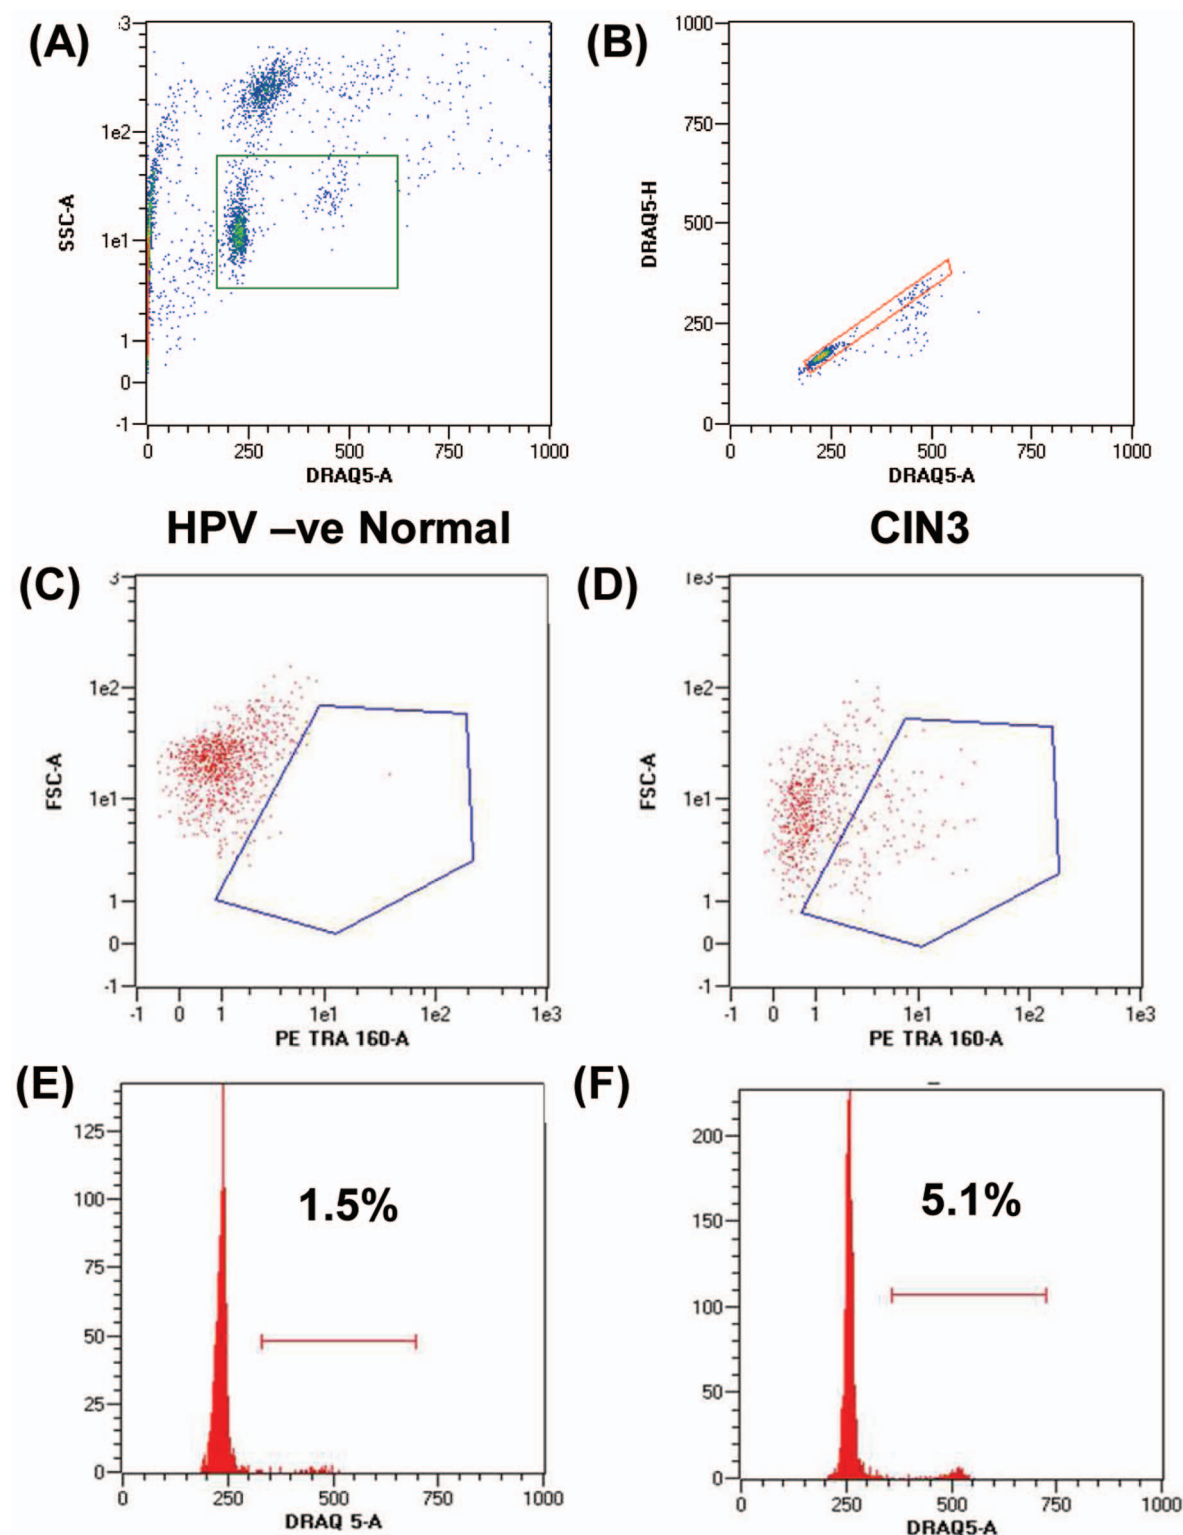 (A)
(B)
:3
1e2
1e1
1
0
-1
SSC-A
0 250 500 750 1000
DRAQ5-A
1000
750
500
250
0
DRAQ5-H
0 250 500 750 1000
DRAQ5-A
HPV –ve Normal
CIN3
(C)
(D)
3
1e2
1e1
1
0
-1
FSC-A
-1 0 1 1e1 1e2 1e3
PE TRA 160-A
1e3
1e2
1e1
1
0
-1
FSC-A
-1 0 1 1e1 1e2 1e3
PE TRA 160-A
(E)
(F)
125
100
75
50
25
0
1.5%
0 250 500 750 1000
DRAQ 5-A
200
150
100
50
0
5.1%
0 250 500 750 1000
DRAQ5-A